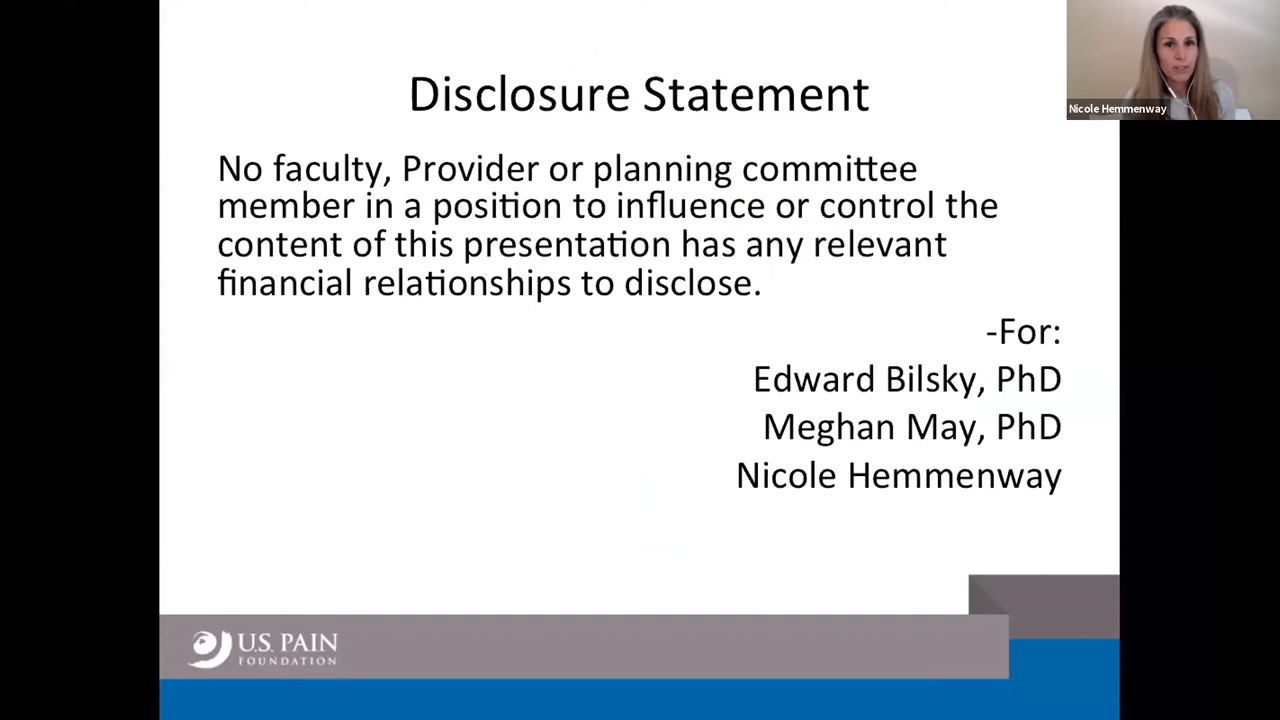 Disclosure Statement
No faculty, Provider or planning committee
member in a position to influence or control the
content of this presentation has any relevant
financial relationships to disclose.
-For:
Edward Bilsky, PhD
Meghan May, PhD
Nicole Hemmenway
U.S. PAIN
FOUNDATION
Nicole Hemmenway